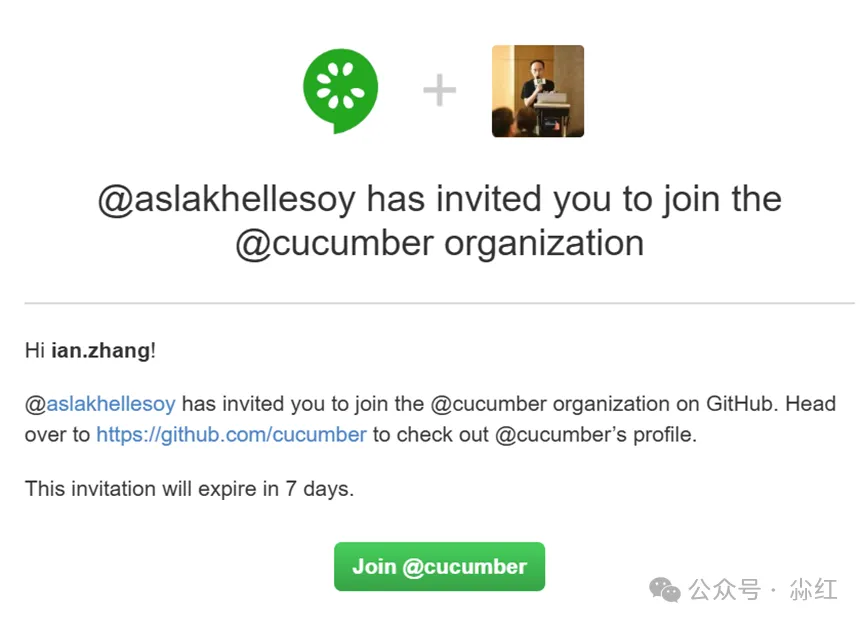 @aslakhellesoy has invited you to join the
@cucumber organization
Hi ian.zhang!
@aslakhellesoy has invited you to join the @cucumber organization on GitHub. Head
over to https://github.com/cucumber to check out @cucumber’s profile.
This invitation will expire in 7 days.
Join @cucumber
公众号 · 尛红